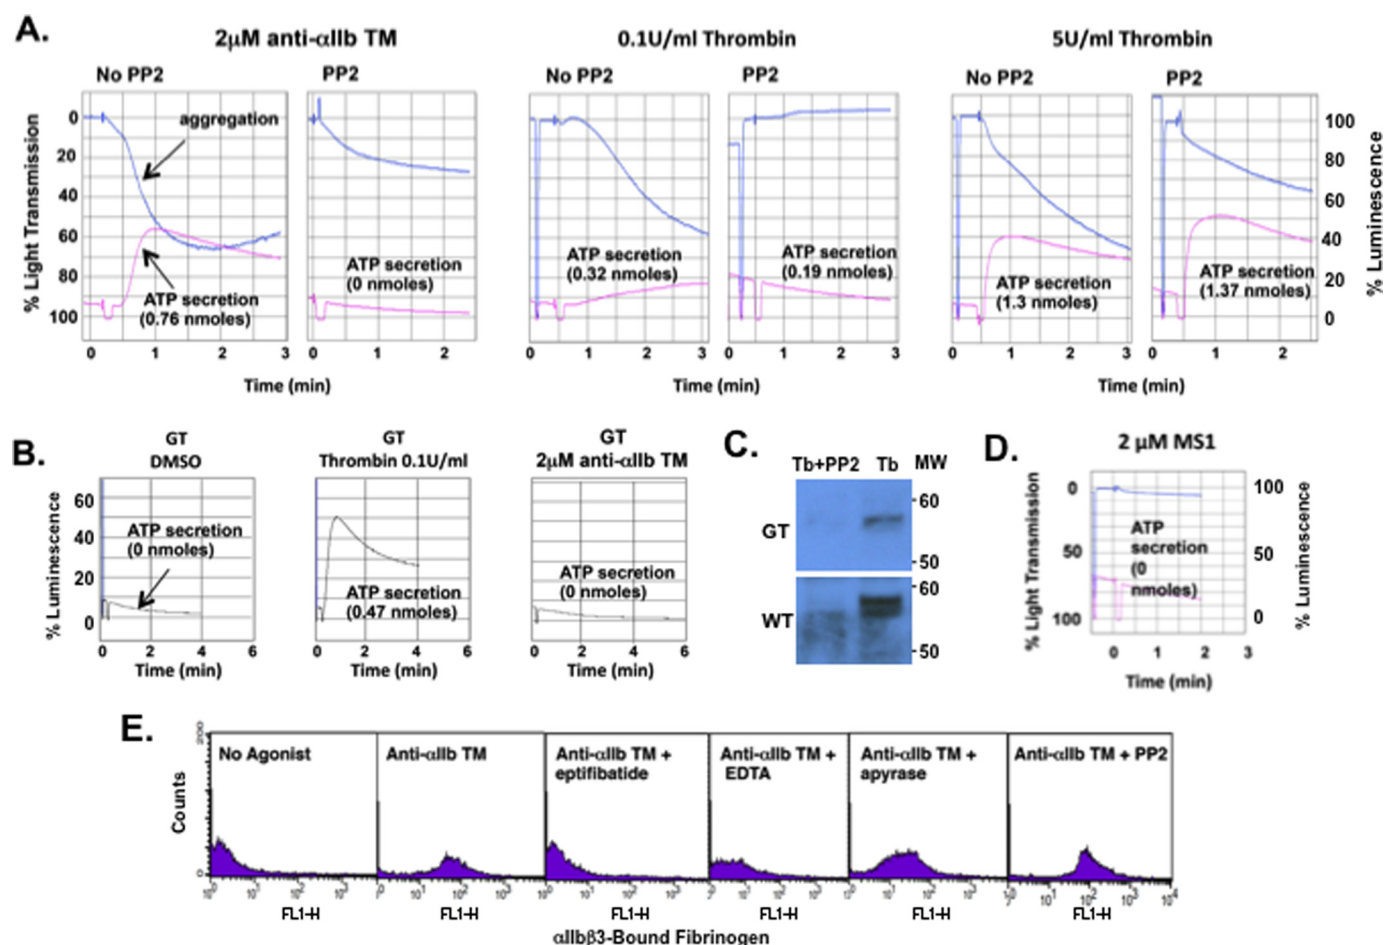 A.
2μM anti-αIIb TM
0.1U/ml Thrombin
5U/ml Thrombin
No PP2
PP2
No PP2
PP2
No PP2
PP2
% Light Transmission
0
20
40
60
80
100
aggregation
ATP secretion
(0.76 nmoles)
ATP secretion
(0 nmoles)
ATP secretion
(0.32 nmoles)
ATP secretion
(0.19 nmoles)
ATP secretion
(1.3 nmoles)
ATP secretion
(1.37 nmoles)
100
80
60
40
20
0
% Luminescence
0 1 2 3
0 1 2
0 1 2 3
0 1 2 3
0 1 2 3
0 1 2
Time (min)
Time (min)
Time (min)
B.
GT
DMSO
GT
Thrombin 0.1U/ml
GT
2μM anti-αIIb TM
% Luminescence
60
40
20
0
ATP secretion
(0 nmoles)
ATP secretion
(0.47 nmoles)
ATP secretion
(0 nmoles)
0 2 4 6
0 2 4 6
0 2 4 6
Time (min)
Time (min)
Time (min)
C.
Tb+PP2 Tb MW
GT
60
50
WT
60
50
D.
2 μM MS1
% Light Transmission
0
50
100
ATP
secretion
(0
nmoles)
100
50
0
% Luminescence
0 1 2 3
Time (min)
E.
Counts
200
0
No Agonist
Anti-αIIb TM
Anti-αIIb TM +
eptifibatide
Anti-αIIb TM +
EDTA
Anti-αIIb TM +
apyrase
Anti-αIIb TM + PP2
FL1-H
FL1-H
FL1-H
FL1-H
FL1-H
FL1-H
αIIbβ3-Bound Fibrinogen